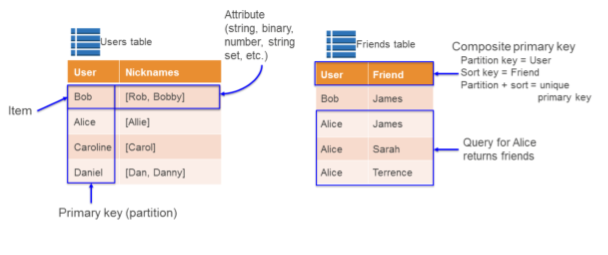 Attribute
(string, binary,
number, string
set, etc.)
Users table
User Nicknames
Bob [Rob, Bobby]
Alice [Allie]
Caroline [Carol]
Daniel [Dan, Danny]
Item
Primary key (partition)
Friends table
User Friend
Bob James
Alice James
Alice Sarah
Alice Terrence
Composite primary key
Partition key = User
Sort key = Friend
Partition + sort = unique
primary key
Query for Alice
returns friends